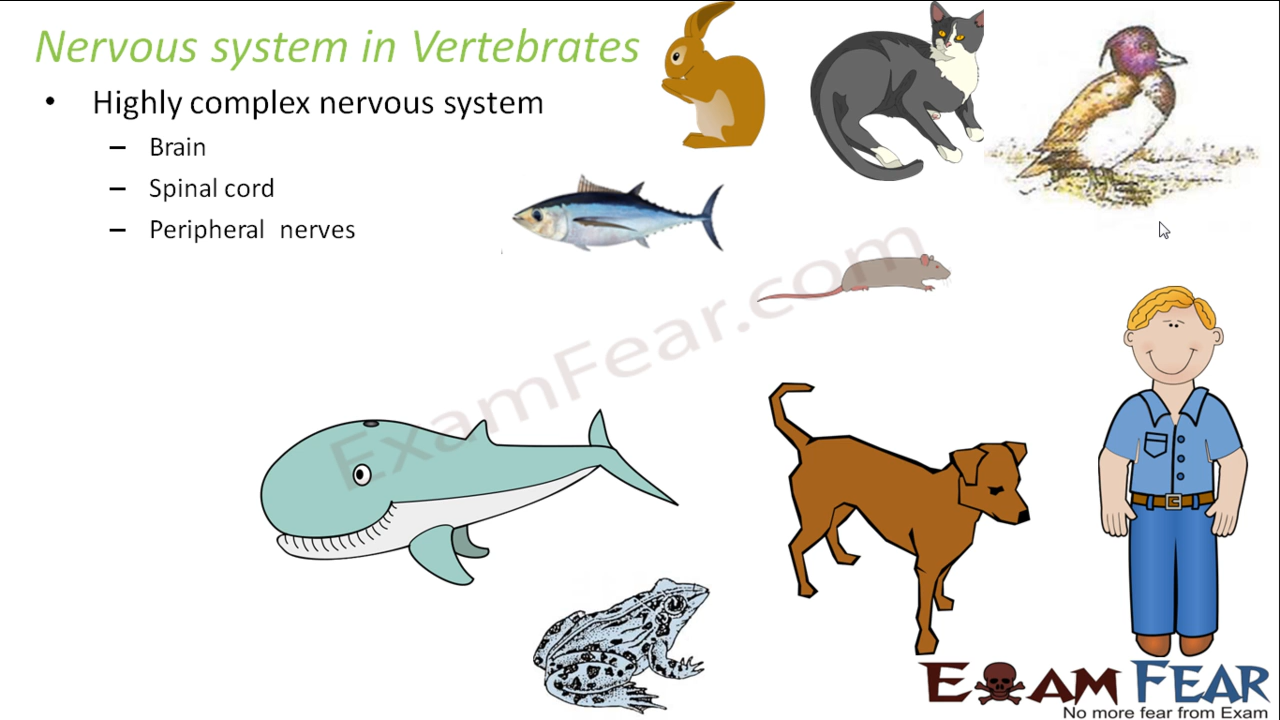 Nervous system in Vertebrates
• Highly complex nervous system
– Brain
– Spinal cord
– Peripheral nerves
ExamFear.com
EXAM FEAR
No more fear from Exam